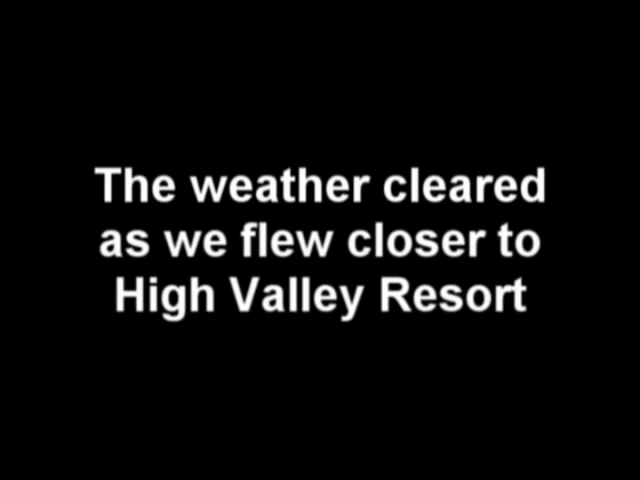 The weather cleared
as we flew closer to
High Valley Resort